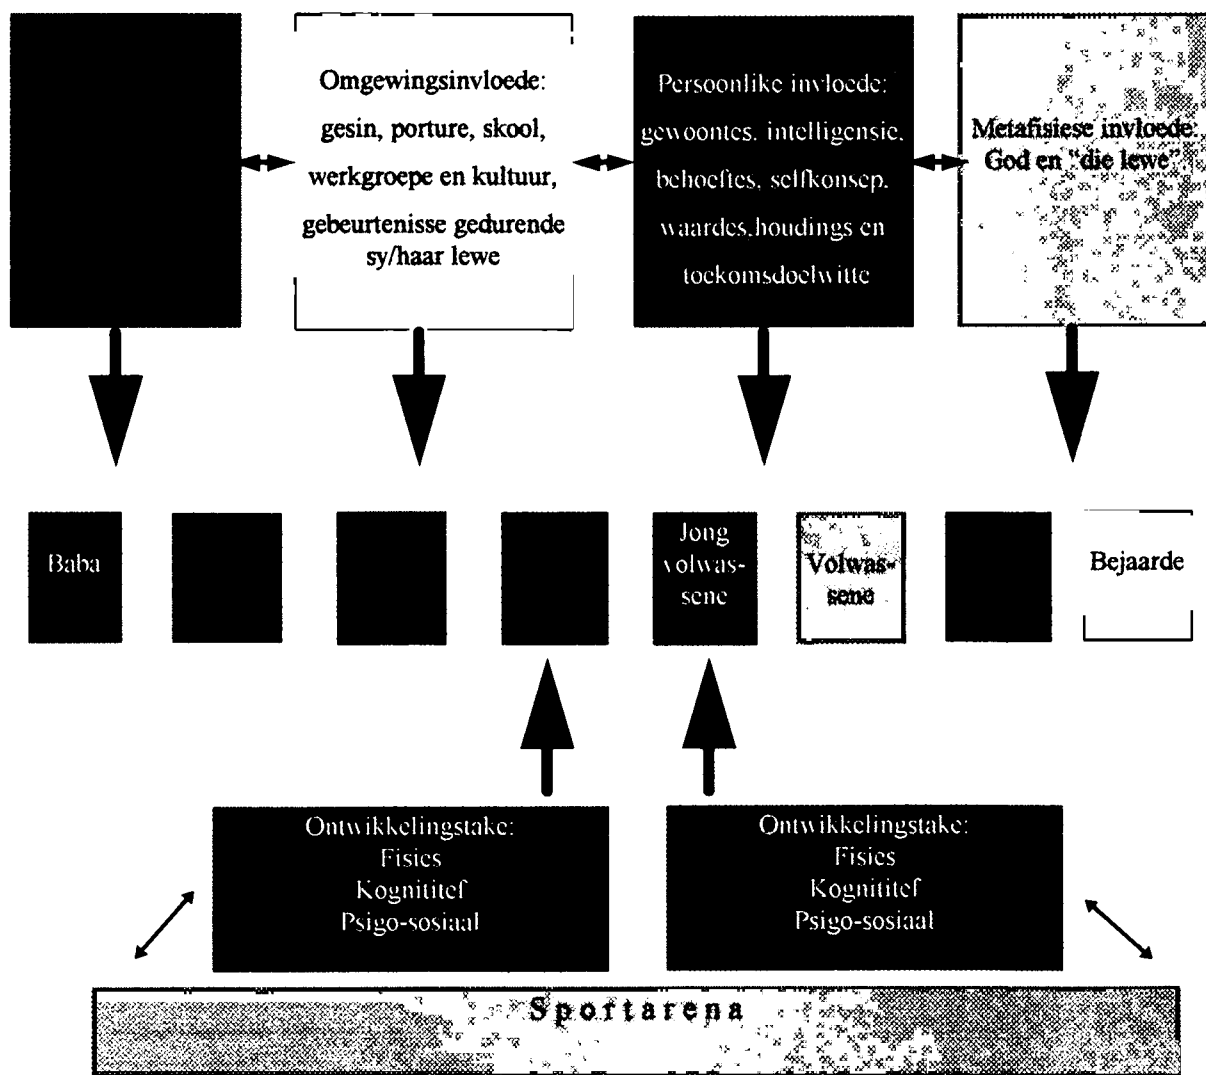 Omgewingsinvloede:
gesin, porture, skool,
werkgroepe en kultuur,
gebeurtenisse gedurende
sy/haar lewe
Persoonlike invloede:
gewoontes, intelligensie,
behoeftes, selfkonsep,
waardes,houdings en
toekomsdoelwitte
Metafisiese invloede:
God en “die lewe”
Baba
Jong
volwas-
sene
Volwas-
sene
Bejaarde
Ontwikkelingstake:
Fisies
Kognititef
Psigo-sosiaal
Ontwikkelingstake:
Fisies
Kognititef
Psigo-sosiaal
Sportarena